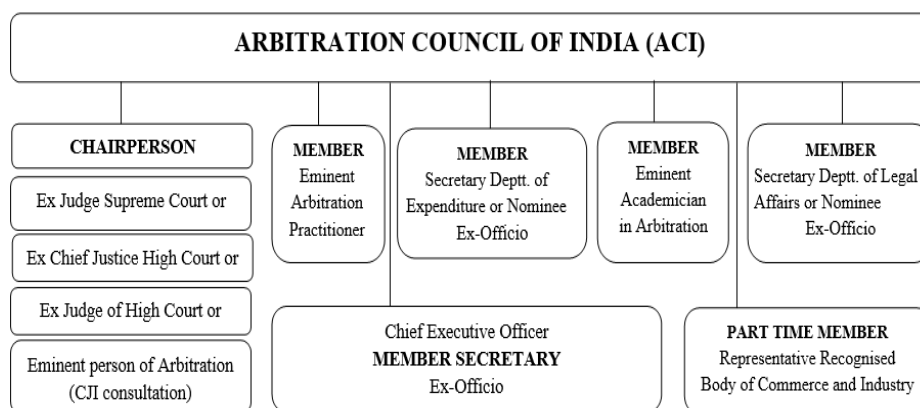 ARBITRATION COUNCIL OF INDIA (ACI)
CHAIRPERSON
Ex Judge Supreme Court or
Ex Chief Justice High Court or
Ex Judge of High Court or
Eminent person of Arbitration
(CJI consultation)
MEMBER
Eminent
Arbitration
Practitioner
MEMBER
Secretary Deptt. of
Expenditure or Nominee
Ex-Officio
MEMBER
Eminent
Academician
in Arbitration
MEMBER
Secretary Deptt. of Legal
Affairs or Nominee
Ex-Officio
Chief Executive Officer
MEMBER SECRETARY
Ex-Officio
PART TIME MEMBER
Representative Recognised
Body of Commerce and Industry